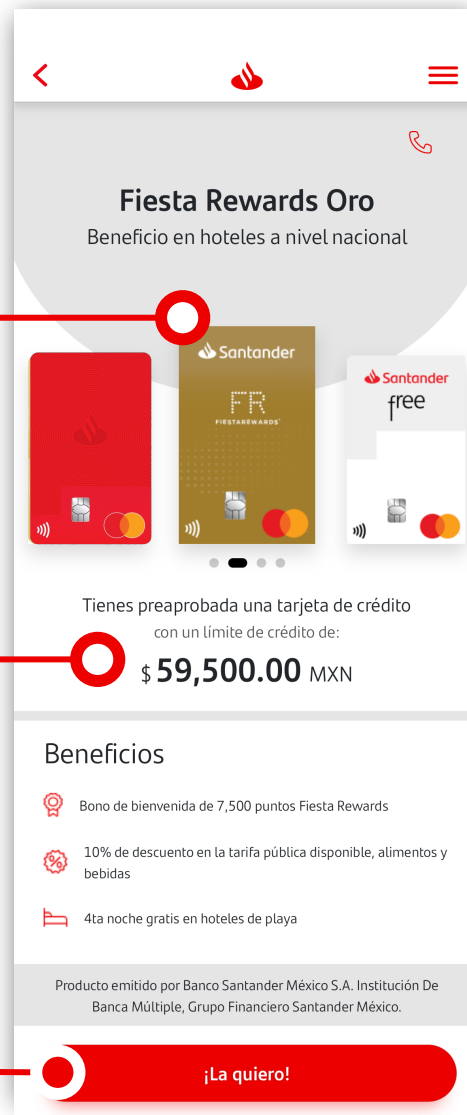 Fiesta Rewards Oro
Beneficio en hoteles a nivel nacional
Santander
FR
FIESTAREWARDS
Santander
free
Tienes preaprobada una tarjeta de crédito
con un límite de crédito de:
$ 59,500.00 MXN
Beneficios
Bono de bienvenida de 7,500 puntos Fiesta Rewards
10% de descuento en la tarifa pública disponible, alimentos y
bebidas
4ta noche gratis en hoteles de playa
Producto emitido por Banco Santander México S.A. Institución De
Banca Múltiple, Grupo Financiero Santander México.
¡La quiero!